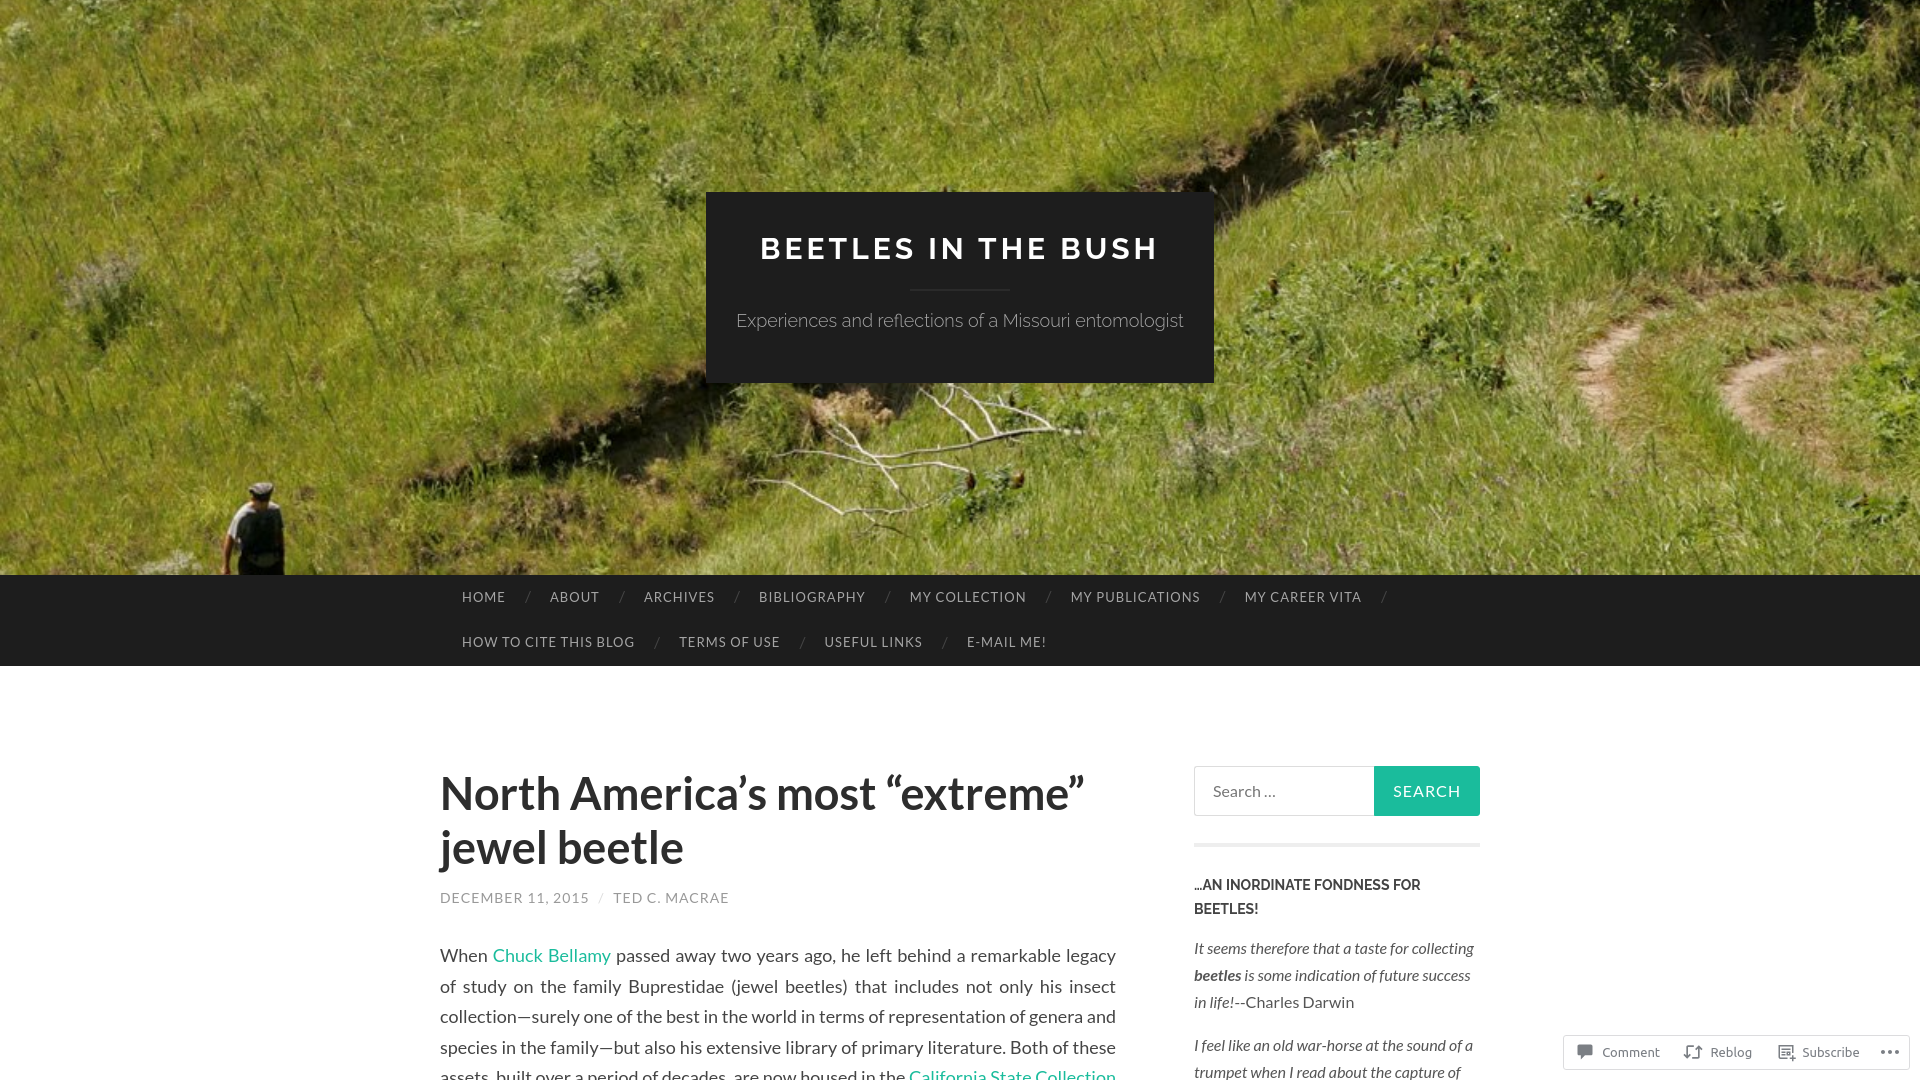 BEETLES IN THE BUSH
Experiences and reflections of a Missouri entomologist
HOME / ABOUT / ARCHIVES / BIBLIOGRAPHY / MY COLLECTION / MY PUBLICATIONS / MY CAREER VITA /
HOW TO CITE THIS BLOG / TERMS OF USE / USEFUL LINKS / E-MAIL ME!
North America’s most “extreme”
jewel beetle
DECEMBER 11, 2015 / TED C. MACRAE
When Chuck Bellamy passed away two years ago, he left behind a remarkable legacy
of study on the family Buprestidae (jewel beetles) that includes not only his insect
collection—surely one of the best in the world in terms of representation of genera and
species in the family—but also his extensive library of primary literature. Both of these
assets, built over a period of decades, are now housed in the California State Collection
Search …
SEARCH
…AN INORDINATE FONDNESS FOR
BEETLES!
It seems therefore that a taste for collecting
beetles is some indication of future success
in life!--Charles Darwin
I feel like an old war-horse at the sound of a
trumpet when I read about the capture of
Comment
Reblog
Subscribe